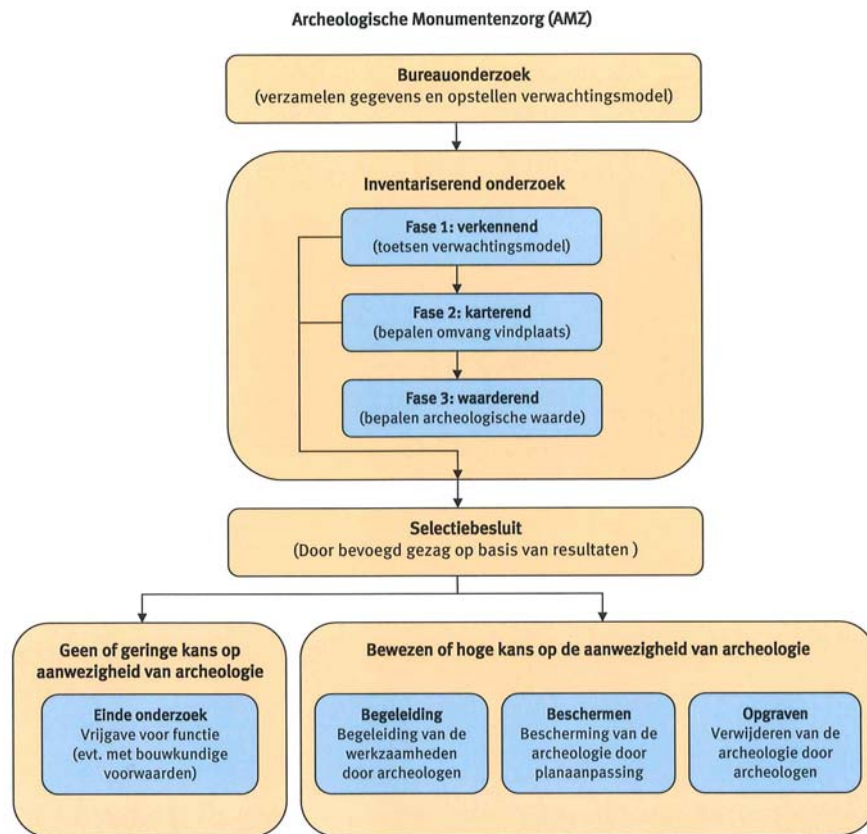 Archeologische Monumentenzorg (AMZ)
Bureauonderzoek
(verzamelen gegevens en opstellen verwachtingsmodel)
Inventariserend onderzoek
Fase 1: verkennend
(toetsen verwachtingsmodel)
Fase 2: karterend
(bepalen omvang vindplaats)
Fase 3: waarderend
(bepalen archeologische waarde)
Selectiebesluit
(Door bevoegd gezag op basis van resultaten )
Geen of geringe kans op
aanwezigheid van archeologie
Einde onderzoek
Vrijgave voor functie
(evt. met bouwkundige
voorwaarden)
Bewezen of hoge kans op de aanwezigheid van archeologie
Begeleiding
Begeleiding van de
werkzaamheden
door archeologen
Beschermen
Bescherming van de
archeologie door
planaanpassing
Opgraven
Verwijderen van de
archeologie door
archeologen